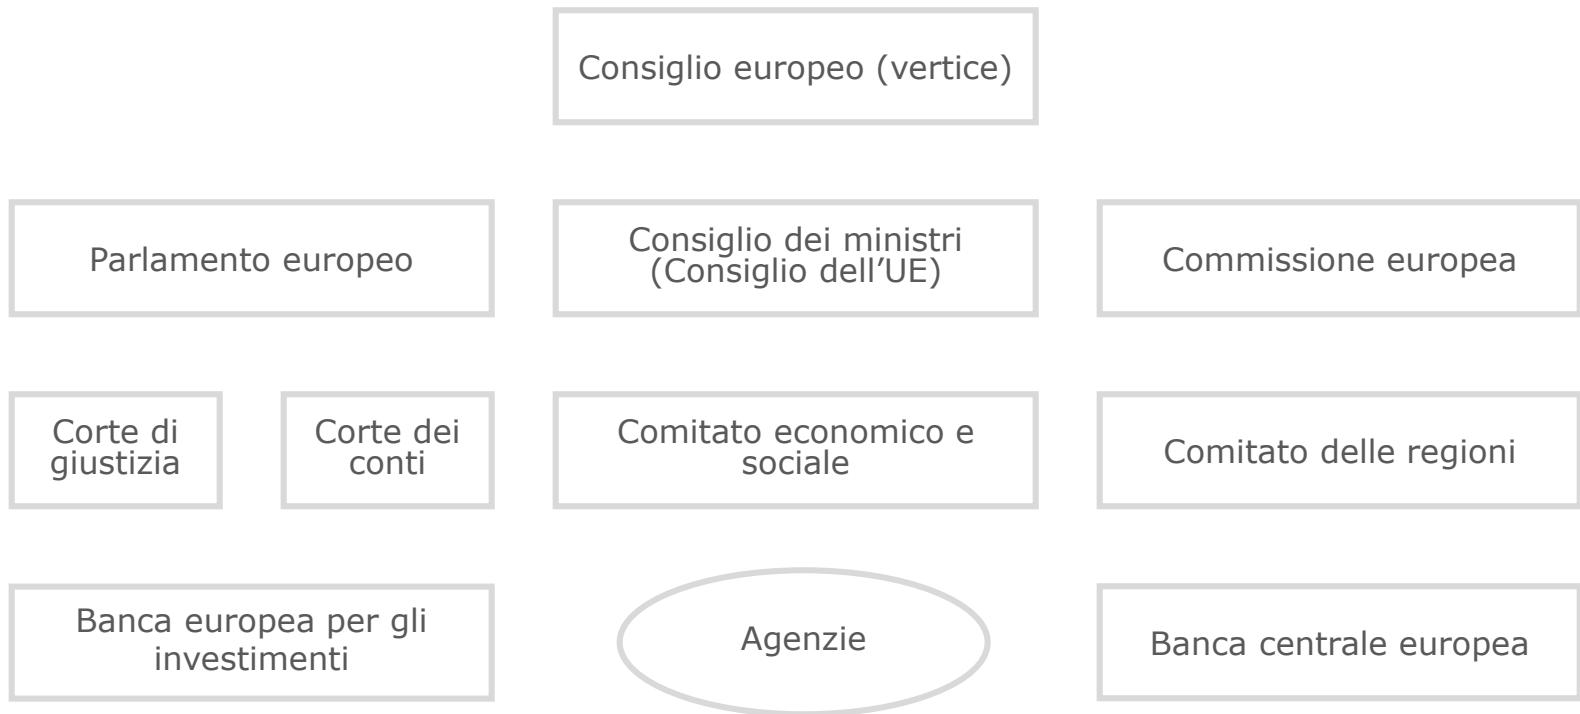 Consiglio europeo (vertice)
Parlamento europeo
Consiglio dei ministri
(Consiglio dell’UE)
Commissione europea
Corte di
giustizia
Corte dei
conti
Comitato economico e
sociale
Comitato delle regioni
Banca europea per gli
investimenti
Agenzie
Banca centrale europea